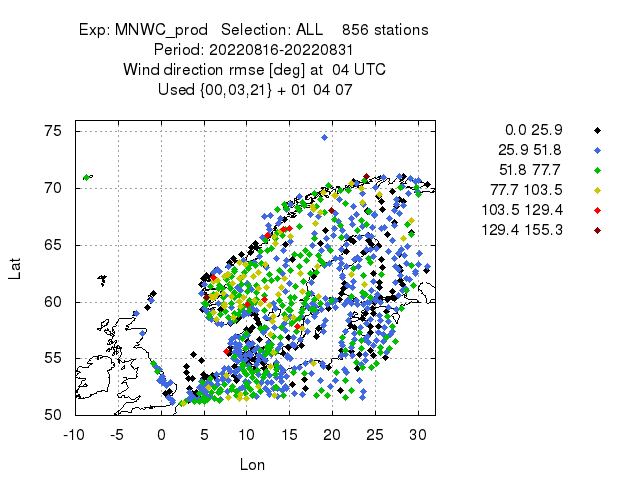 Exp: MNWC_prod Selection: ALL 856 stations
Period: 20220816-20220831
Wind direction rmse [deg] at 04 UTC
Used {00,03,21} + 01 04 07
0.0 25.9
25.9 51.8
51.8 77.7
77.7 103.5
103.5 129.4
129.4 155.3
75
70
65
60
55
50
Lat
-10 -5 0 5 10 15 20 25 30
Lon